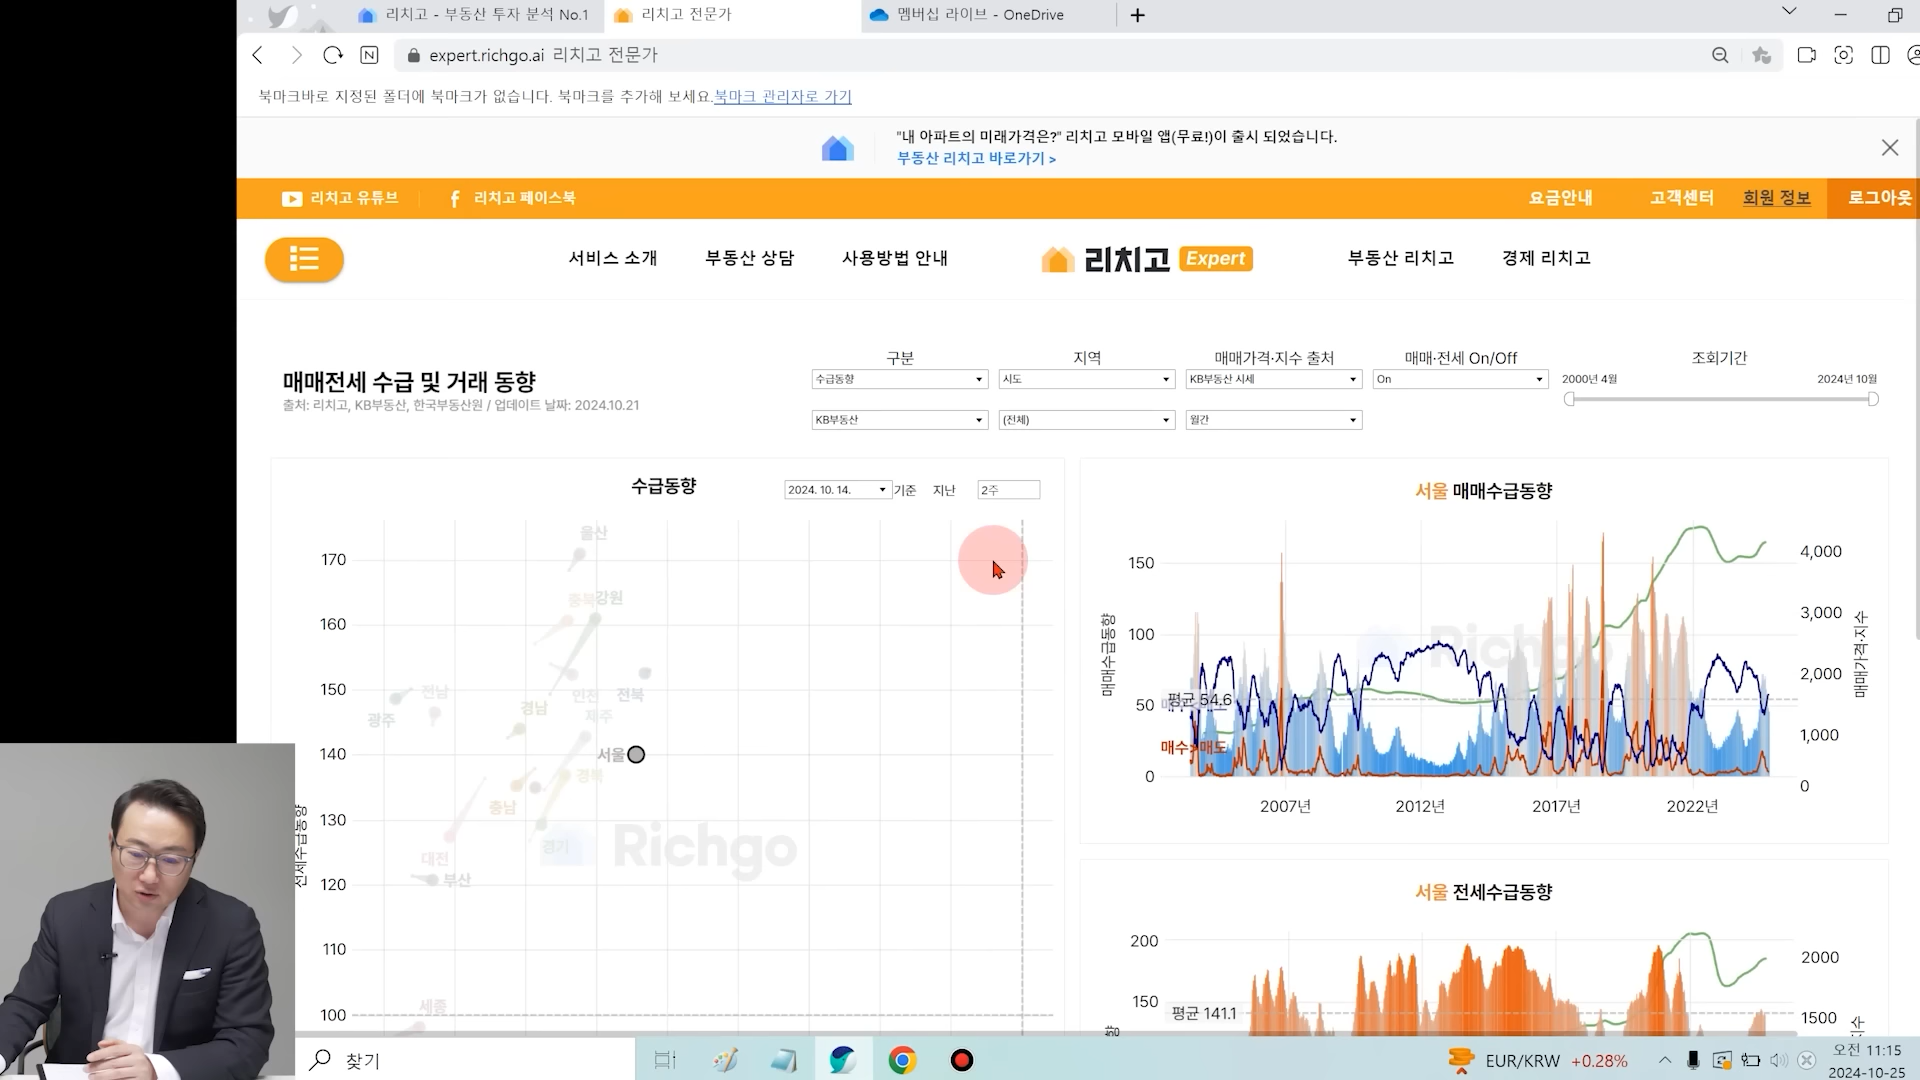 리치고 - 부동산 투자 분석 No.1
리치고 전문가
멤버십 라이브 - OneDrive
expert.richgo.ai 리치고 전문가
북마크바로 지정된 폴더에 북마크가 없습니다. 북마크를 추가해 보세요. 북마크 관리자로 가기
"내 아파트의 미래가격은?" 리치고 모바일 앱(무료!)이 출시 되었습니다.
부동산 리치고 바로가기 >
리치고 유튜브
리치고 페이스북
요금안내
고객센터
회원 정보
로그아웃
서비스 소개
부동산 상담
사용방법 안내
리치고 Expert
부동산 리치고
경제 리치고
매매전세 수급 및 거래 동향
출처: 리치고, KB부동산, 한국부동산원 / 업데이트 날짜: 2024.10.21
구분
지역
매매가격·지수 출처
매매·전세 On/Off
조회기간
수급동향
시도
KB부동산 시세
On
2000년 4월
2024년 10월
KB부동산
(전체)
월간
수급동향
2024. 10. 14.
기준
지난
2주
170
160
150
140
130
120
110
100
전세수급동향
울산
충북
강원
전남
광주
인천
전북
경남
제주
서울
경북
충남
경기
대전
부산
세종
Richgo
서울 매매수급동향
150
100
50
0
매매수급동향
평균 54.6
매수>매도
4,000
3,000
2,000
1,000
0
매매가격·지수
2007년
2012년
2017년
2022년
Richgo
서울 전세수급동향
200
150
평균 141.1
2000
1500
찾기
EUR/KRW +0.28%
오전 11:15
2024-10-25